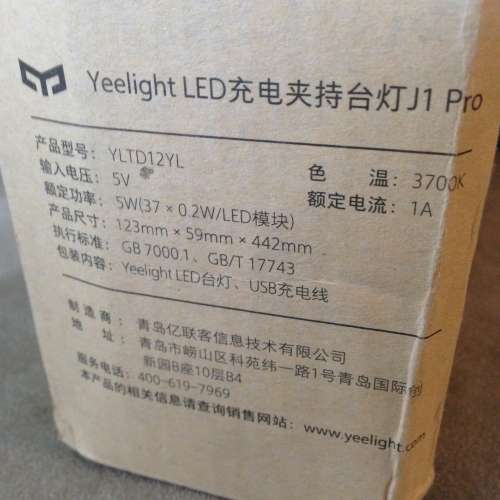 Yeelight LED充电夹持台灯J1 Pro
产品型号： YLTD12YL 色 温：3700K
输入电压： 5V 额定电流：1A
额定功率： 5W(37 × 0.2W/LED模块)
产品尺寸： 123mm × 59mm × 442mm
执行标准： GB 7000.1、GB/T 17743
包装内容： Yeelight LED台灯、USB充电线
制 造 商 ： 青岛亿联客信息技术有限公司
地 址 ： 青岛市崂山区科苑纬一路1号青岛国际创
新园B座10层B4
服务电话：400-619-7969
本产品的相关信息请查询销售网站：www.yeelight.com